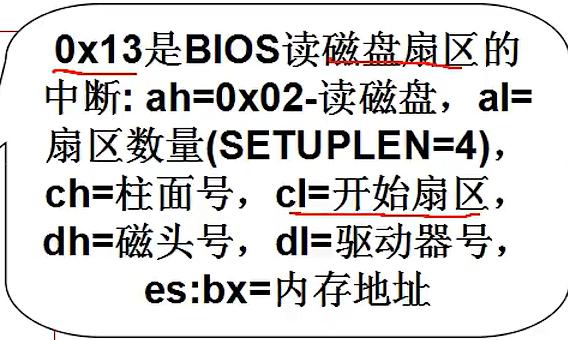 0x13是BIOS读磁盘扇区的
中断: ah=0x02-读磁盘，al=
扇区数量(SETUPLEN=4)，
ch=柱面号，cl=开始扇区，
dh=磁头号，dl=驱动器号，
es:bx=内存地址